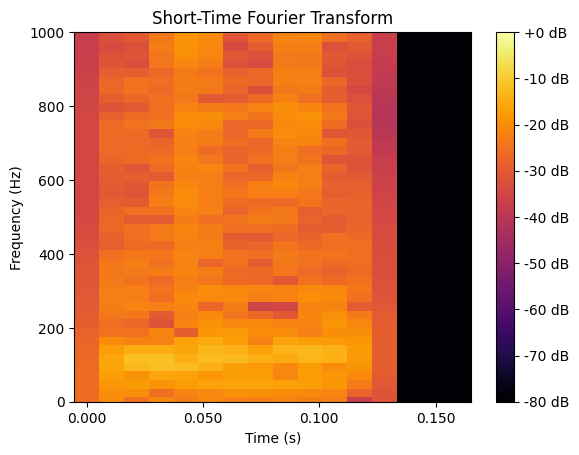 Short-Time Fourier Transform
1000
800
600
400
200
0
Frequency (Hz)
0.000
0.050
0.100
0.150
Time (s)
+0 dB
-10 dB
-20 dB
-30 dB
-40 dB
-50 dB
-60 dB
-70 dB
-80 dB